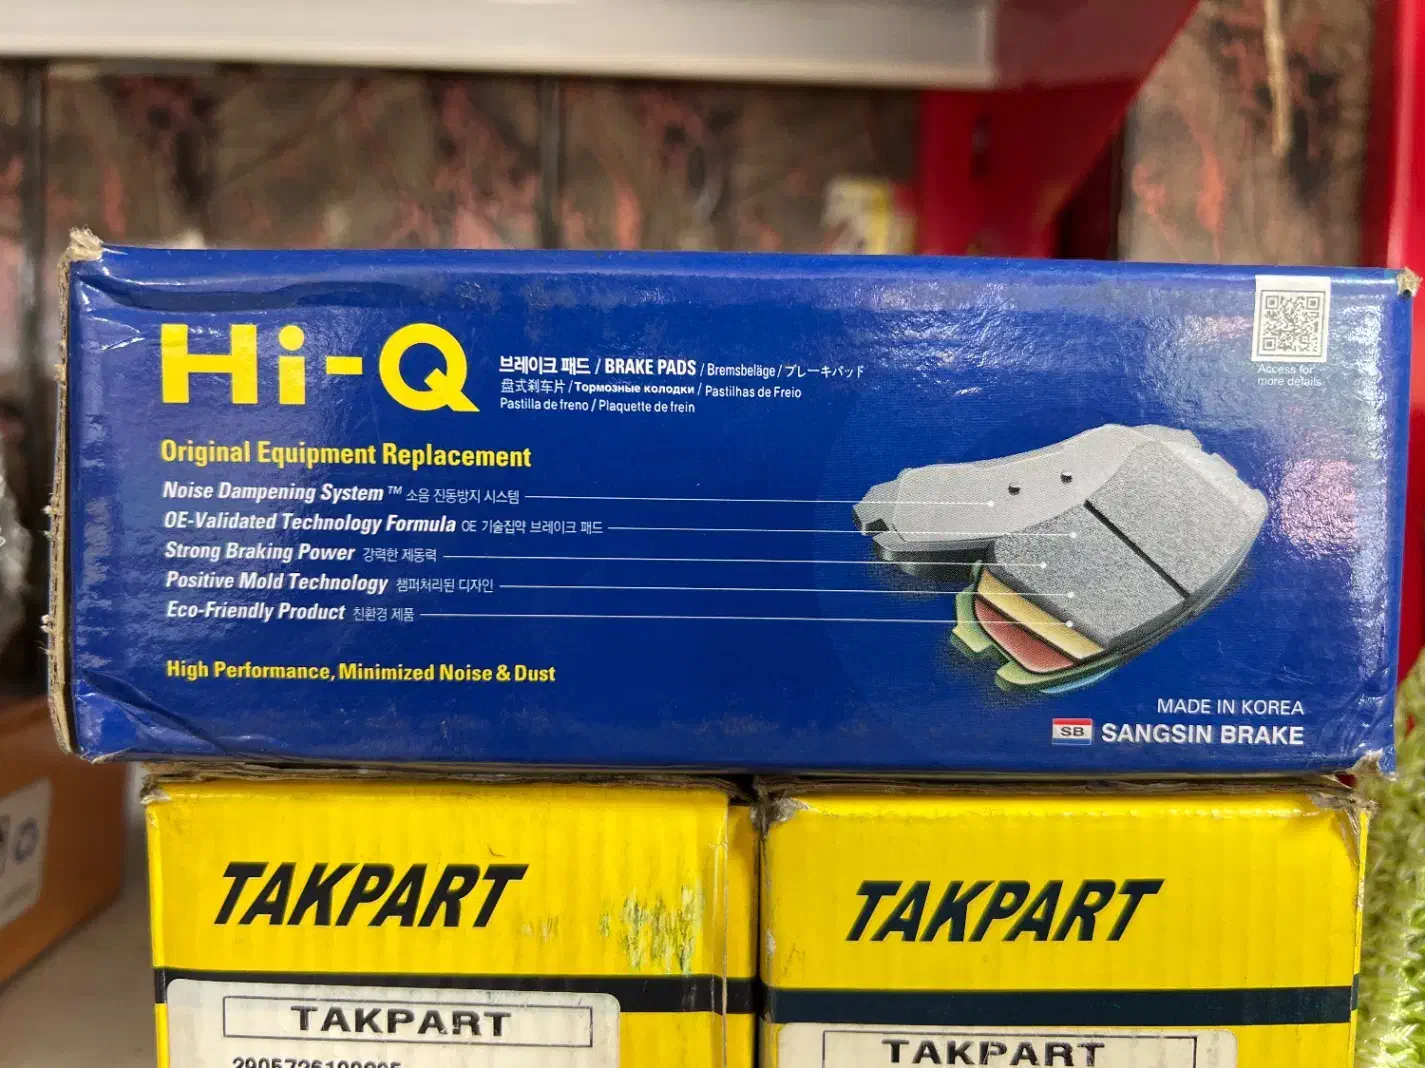 Hi-Q
브레이크 패드 / BRAKE PADS / Bremsbeläge / ブレーキパッド
盘式刹车片 / Тормозные колодки / Pastilhas de Freio
Pastilla de freno / Plaquette de frein
Access for
more details
Original Equipment Replacement
Noise Dampening System™ 소음 진동방지 시스템
OE-Validated Technology Formula OE 기술집약 브레이크 패드
Strong Braking Power 강력한 제동력
Positive Mold Technology 챔퍼처리된 디자인
Eco-Friendly Product 친환경 제품
High Performance, Minimized Noise & Dust
MADE IN KOREA
SB SANGSIN BRAKE
TAKPART
TAKPART
TAKPART
TAKPART